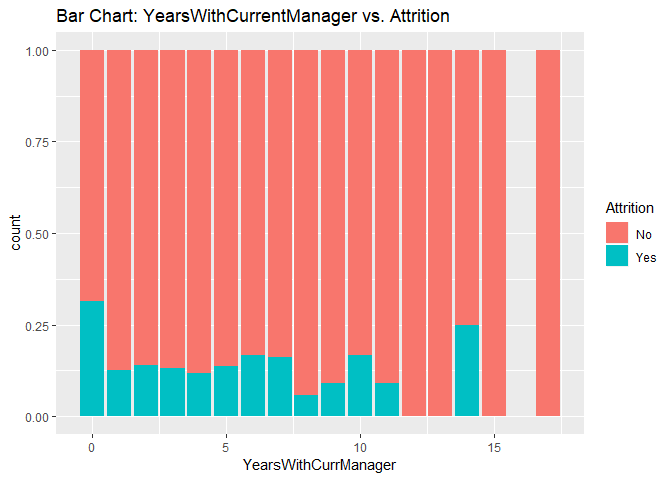 Bar Chart: YearsWithCurrentManager vs. Attrition
1.00
0.75
0.50
0.25
0.00
count
0
5
10
15
YearsWithCurrManager
Attrition
No
Yes